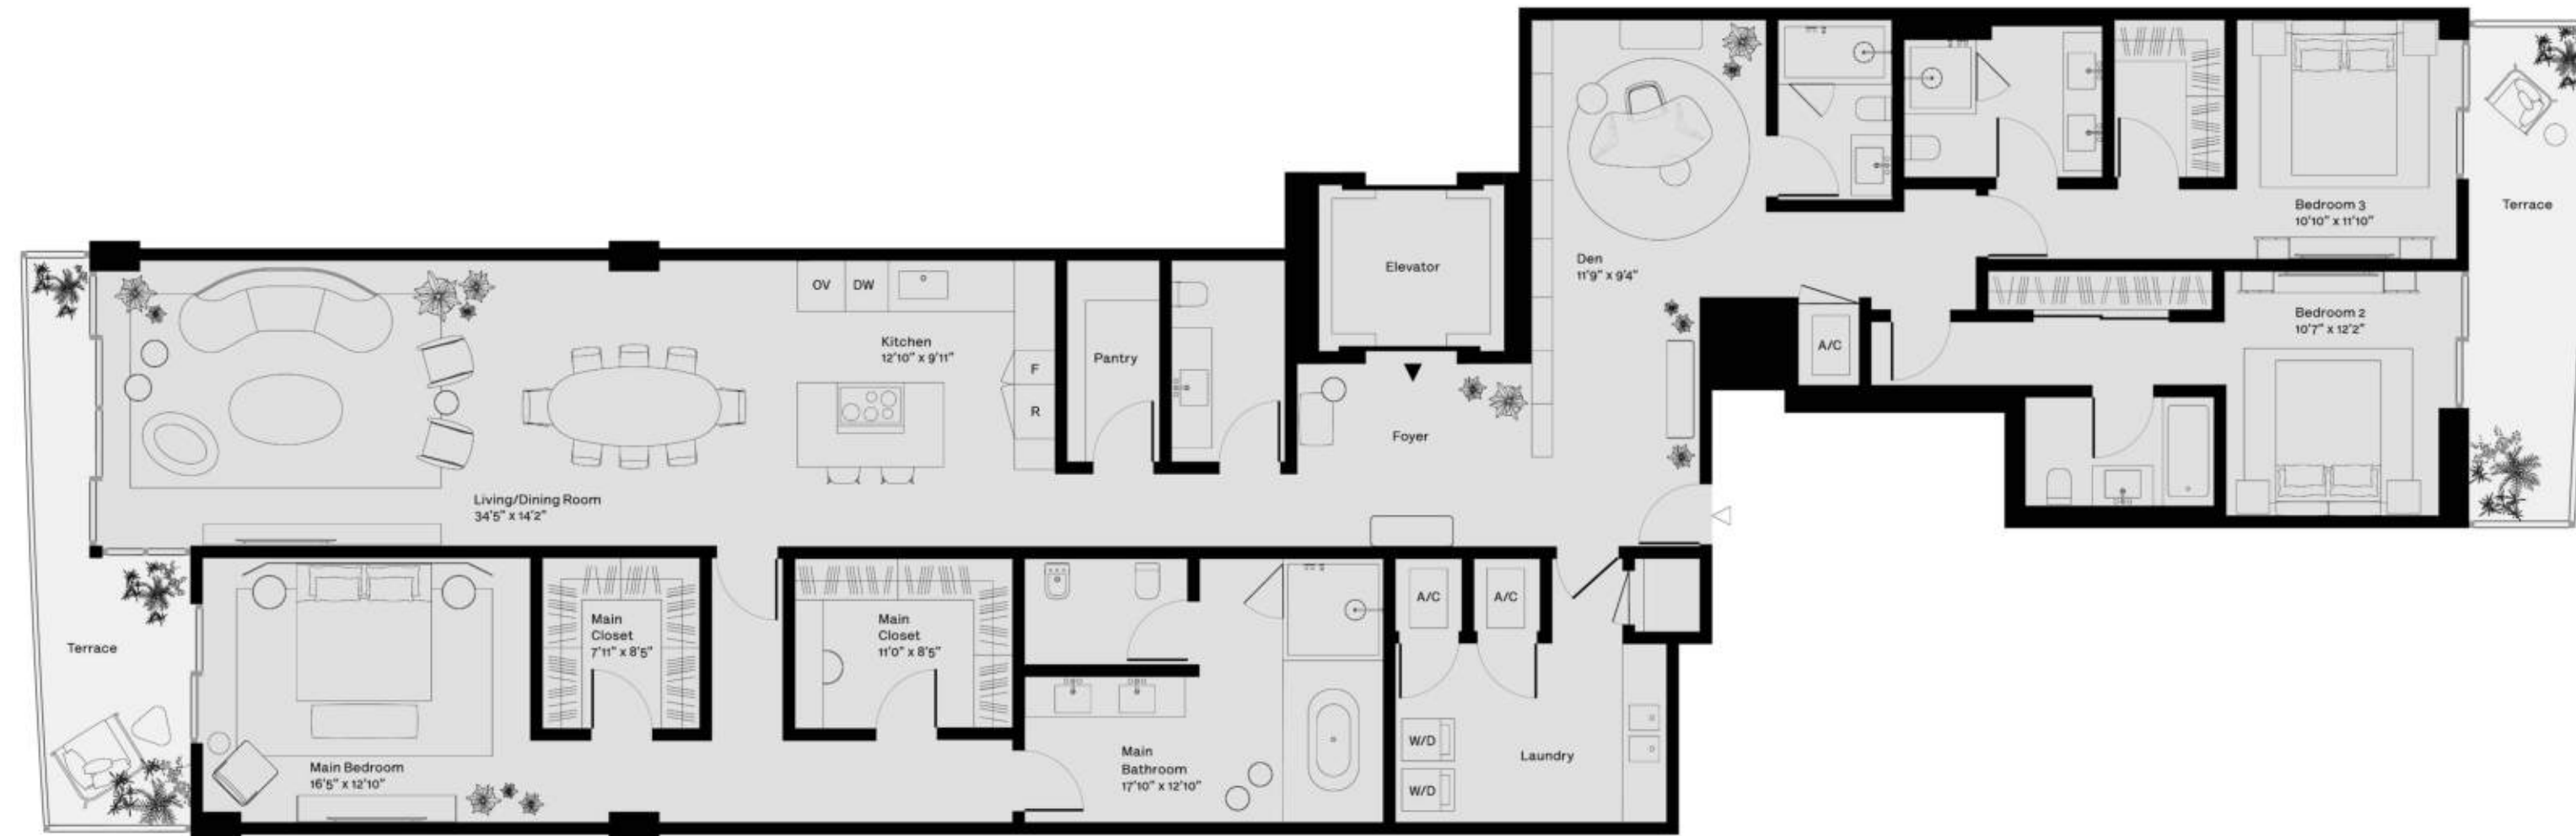 Elevator
Den
11'9" x 9'4"
Bedroom 3
10'10" x 11'10"
Terrace
Bedroom 2
10'7" x 12'2"
A/C
OV
DW
Kitchen
12'10" x 9'11"
F
R
Pantry
Foyer
Living/Dining Room
34'5" x 14'2"
Terrace
Main Bedroom
16'5" x 12'10"
Main
Closet
7'11" x 8'5"
Main
Closet
11'0" x 8'5"
Main
Bathroom
17'10" x 12'10"
A/C
A/C
W/D
W/D
Laundry